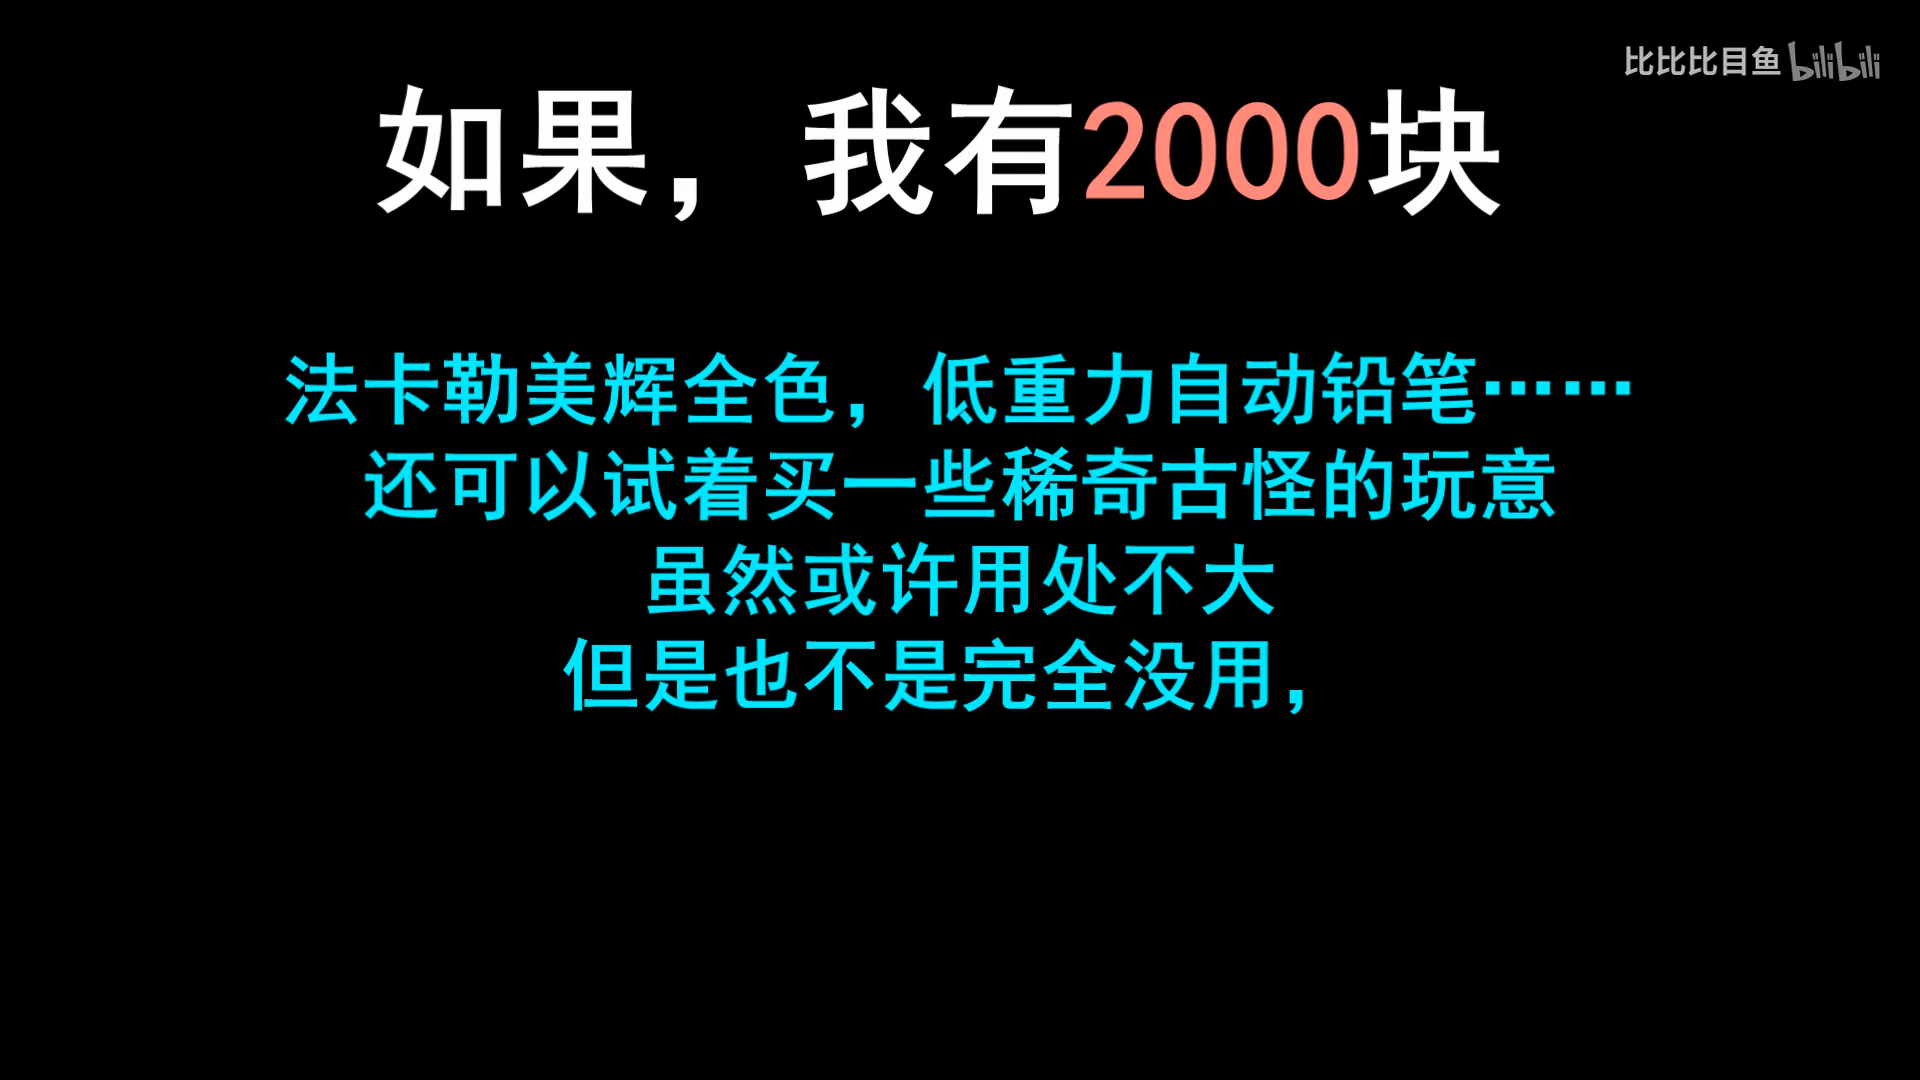 比比比目鱼 bilibili
如果，我有2000块
法卡勒美辉全色，低重力自动铅笔……
还可以试着买一些稀奇古怪的玩意
虽然或许用处不大
但是也不是完全没用，